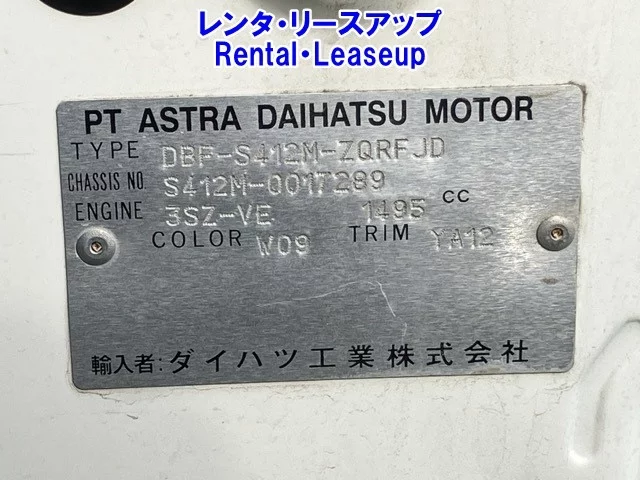 レンタ・リースアップ
Rental・Leaseup
PT ASTRA DAIHATSU MOTOR
TYPE DBF-S412M-ZQRFJD
CHASSIS NO. S412M-0017289
ENGINE 3SZ-VE 1495 CC
COLOR W09 TRIM YA12
輸入者:ダイハツ工業株式会社